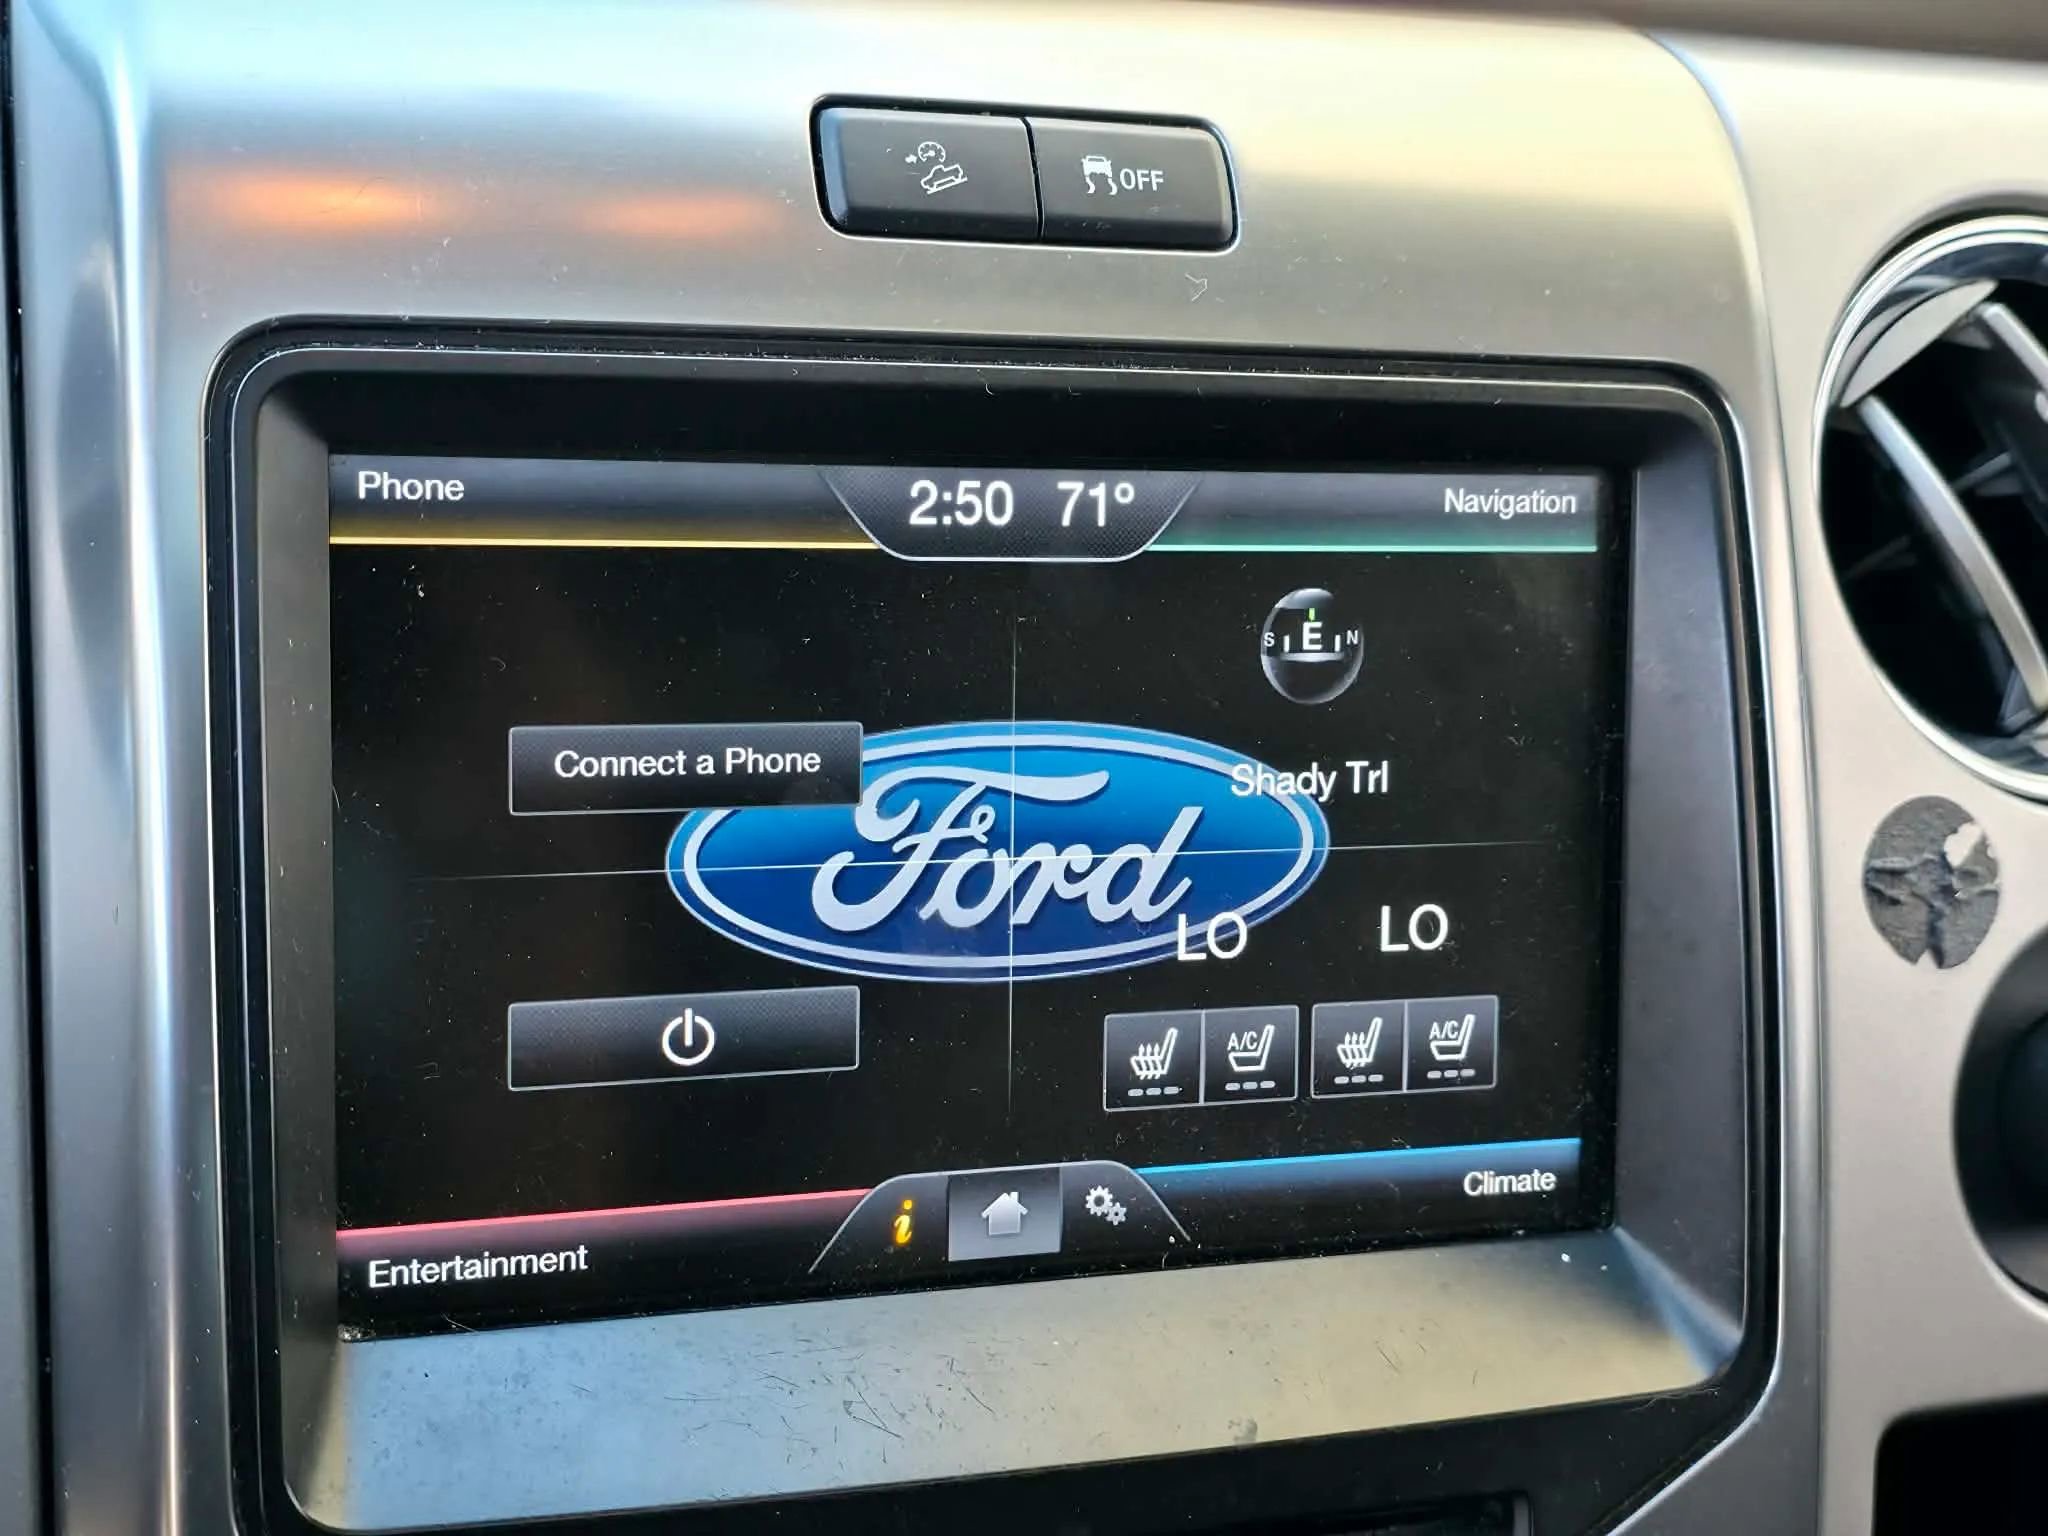 OFF
Phone
2:50 71°
Navigation
S E N
Connect a Phone
Ford
Shady Trl
LO LO
A/C A/C
i
Climate
Entertainment